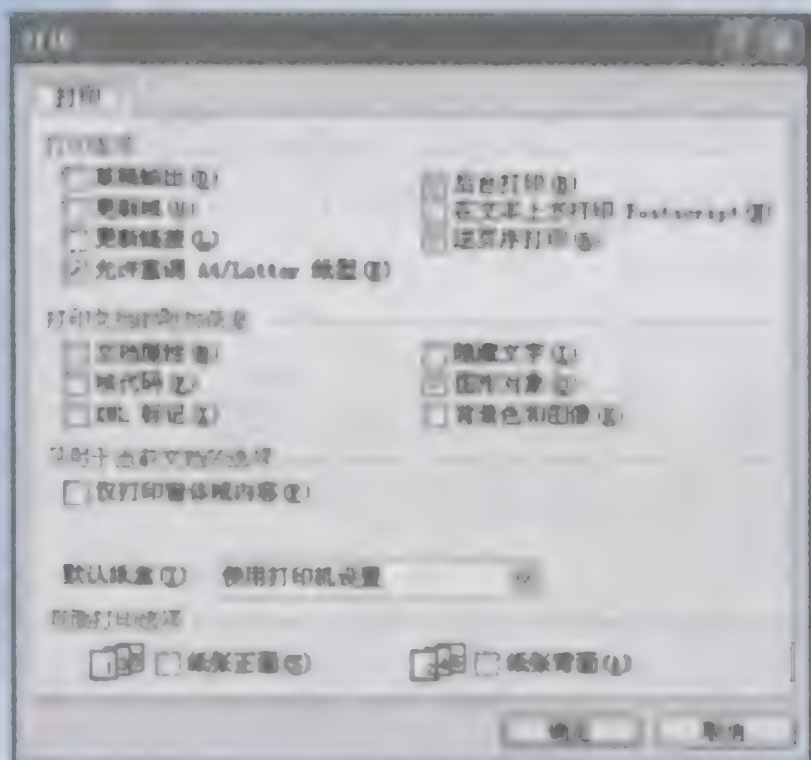 打印
打印
打印选项
草稿输出(D)
后台打印(B)
更新域(U)
在文本上方打印 Postscript(N)
更新链接(L)
逆页序打印(S)
允许重调 A4/Letter 纸型(E)
打印文档的附加信息
文档属性
隐藏文字(I)
域代码
图形对象
XML 标记(X)
背景色和图像
只用于当前文档的选项
仅打印窗体域内容
默认纸盒(T) 使用打印机设置
双面打印选项
纸张正面
纸张背面(A)
确定
取消